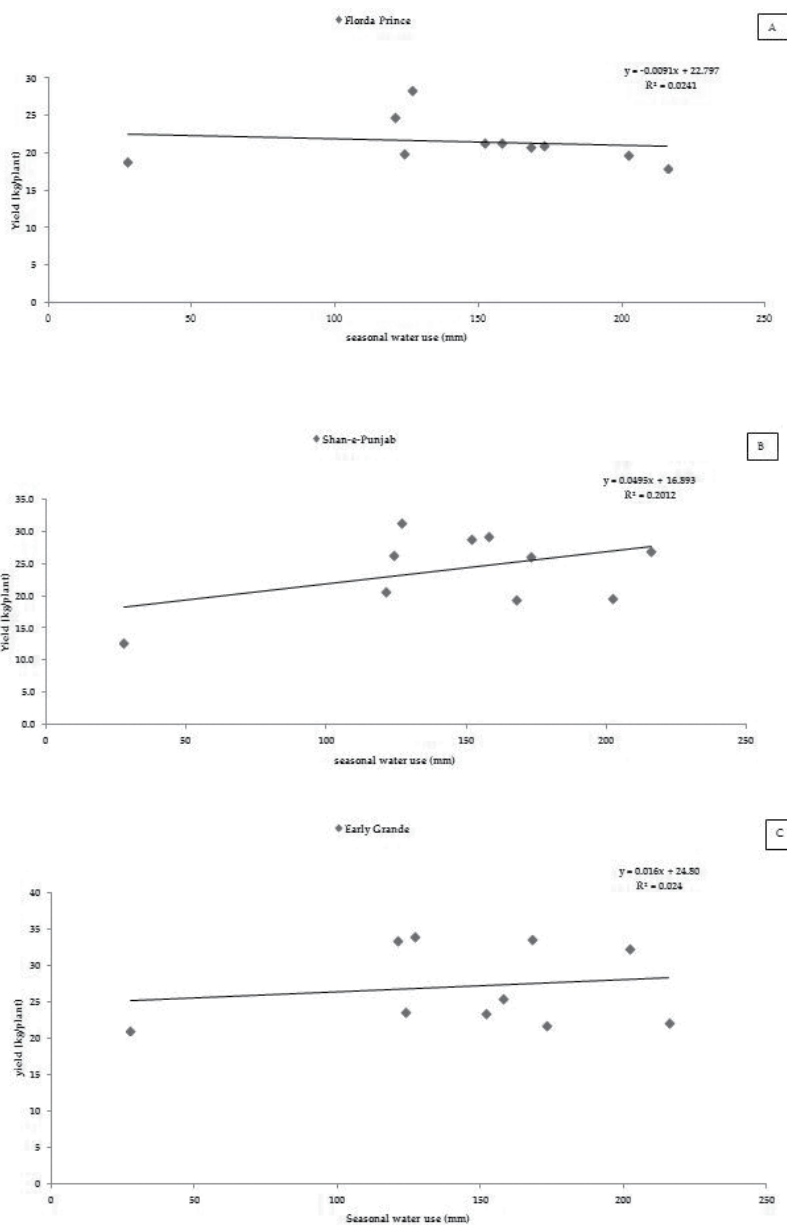 Florda Prince
A
y = -0.0091x + 22.797
R² = 0.0241
30
25
20
15
10
5
0
Yield (kg/plant)
0 50 100 150 200 250
seasonal water use (mm)
Shan-e-Punjab
B
y = 0.0495x + 16.893
R² = 0.2012
35.0
30.0
25.0
20.0
15.0
10.0
5.0
0.0
Yield (kg/plant)
0 50 100 150 200 250
seasonal water use (mm)
Early Grande
C
y = 0.016x + 24.80
R² = 0.024
40
35
30
25
20
15
10
5
0
yield (kg/plant)
0 50 100 150 200 250
Seasonal water use (mm)